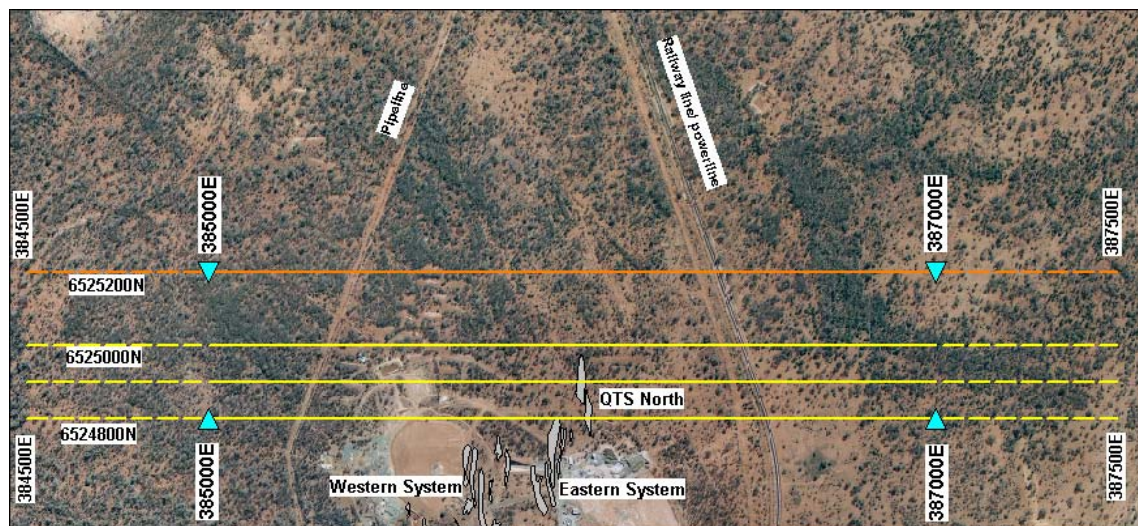 Pipeline
Railway line/ powerline
384500E
385000E
387000E
387500E
6525200N
6525000N
QTS North
6524800N
384500E
385000E
Western System
Eastern System
387000E
387500E